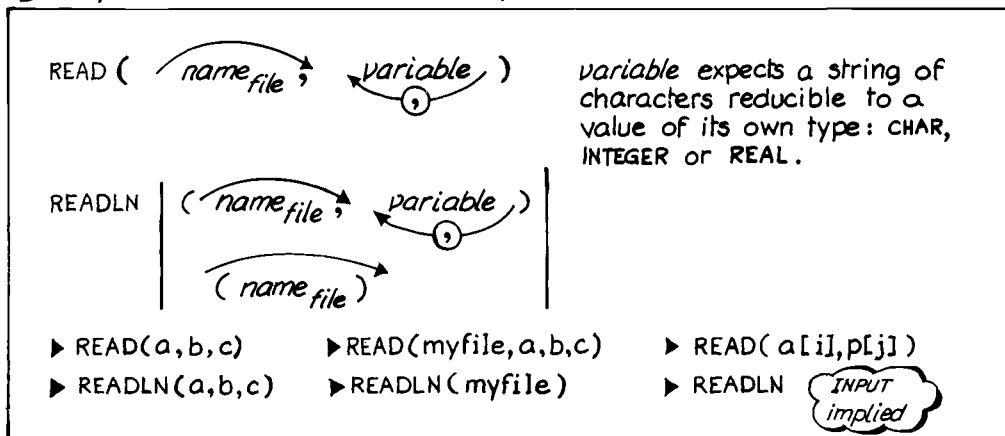 READ ( name file , variable , )
variable expects a string of
characters reducible to a
value of its own type: CHAR,
INTEGER or REAL.
READLN ( name file , variable , )
( name file )
▶ READ(a,b,c) ▶ READ(myfile,a,b,c) ▶ READ(a[i],p[j])
▶ READLN(a,b,c) ▶ READLN(myfile) ▶ READLN INPUT
implied